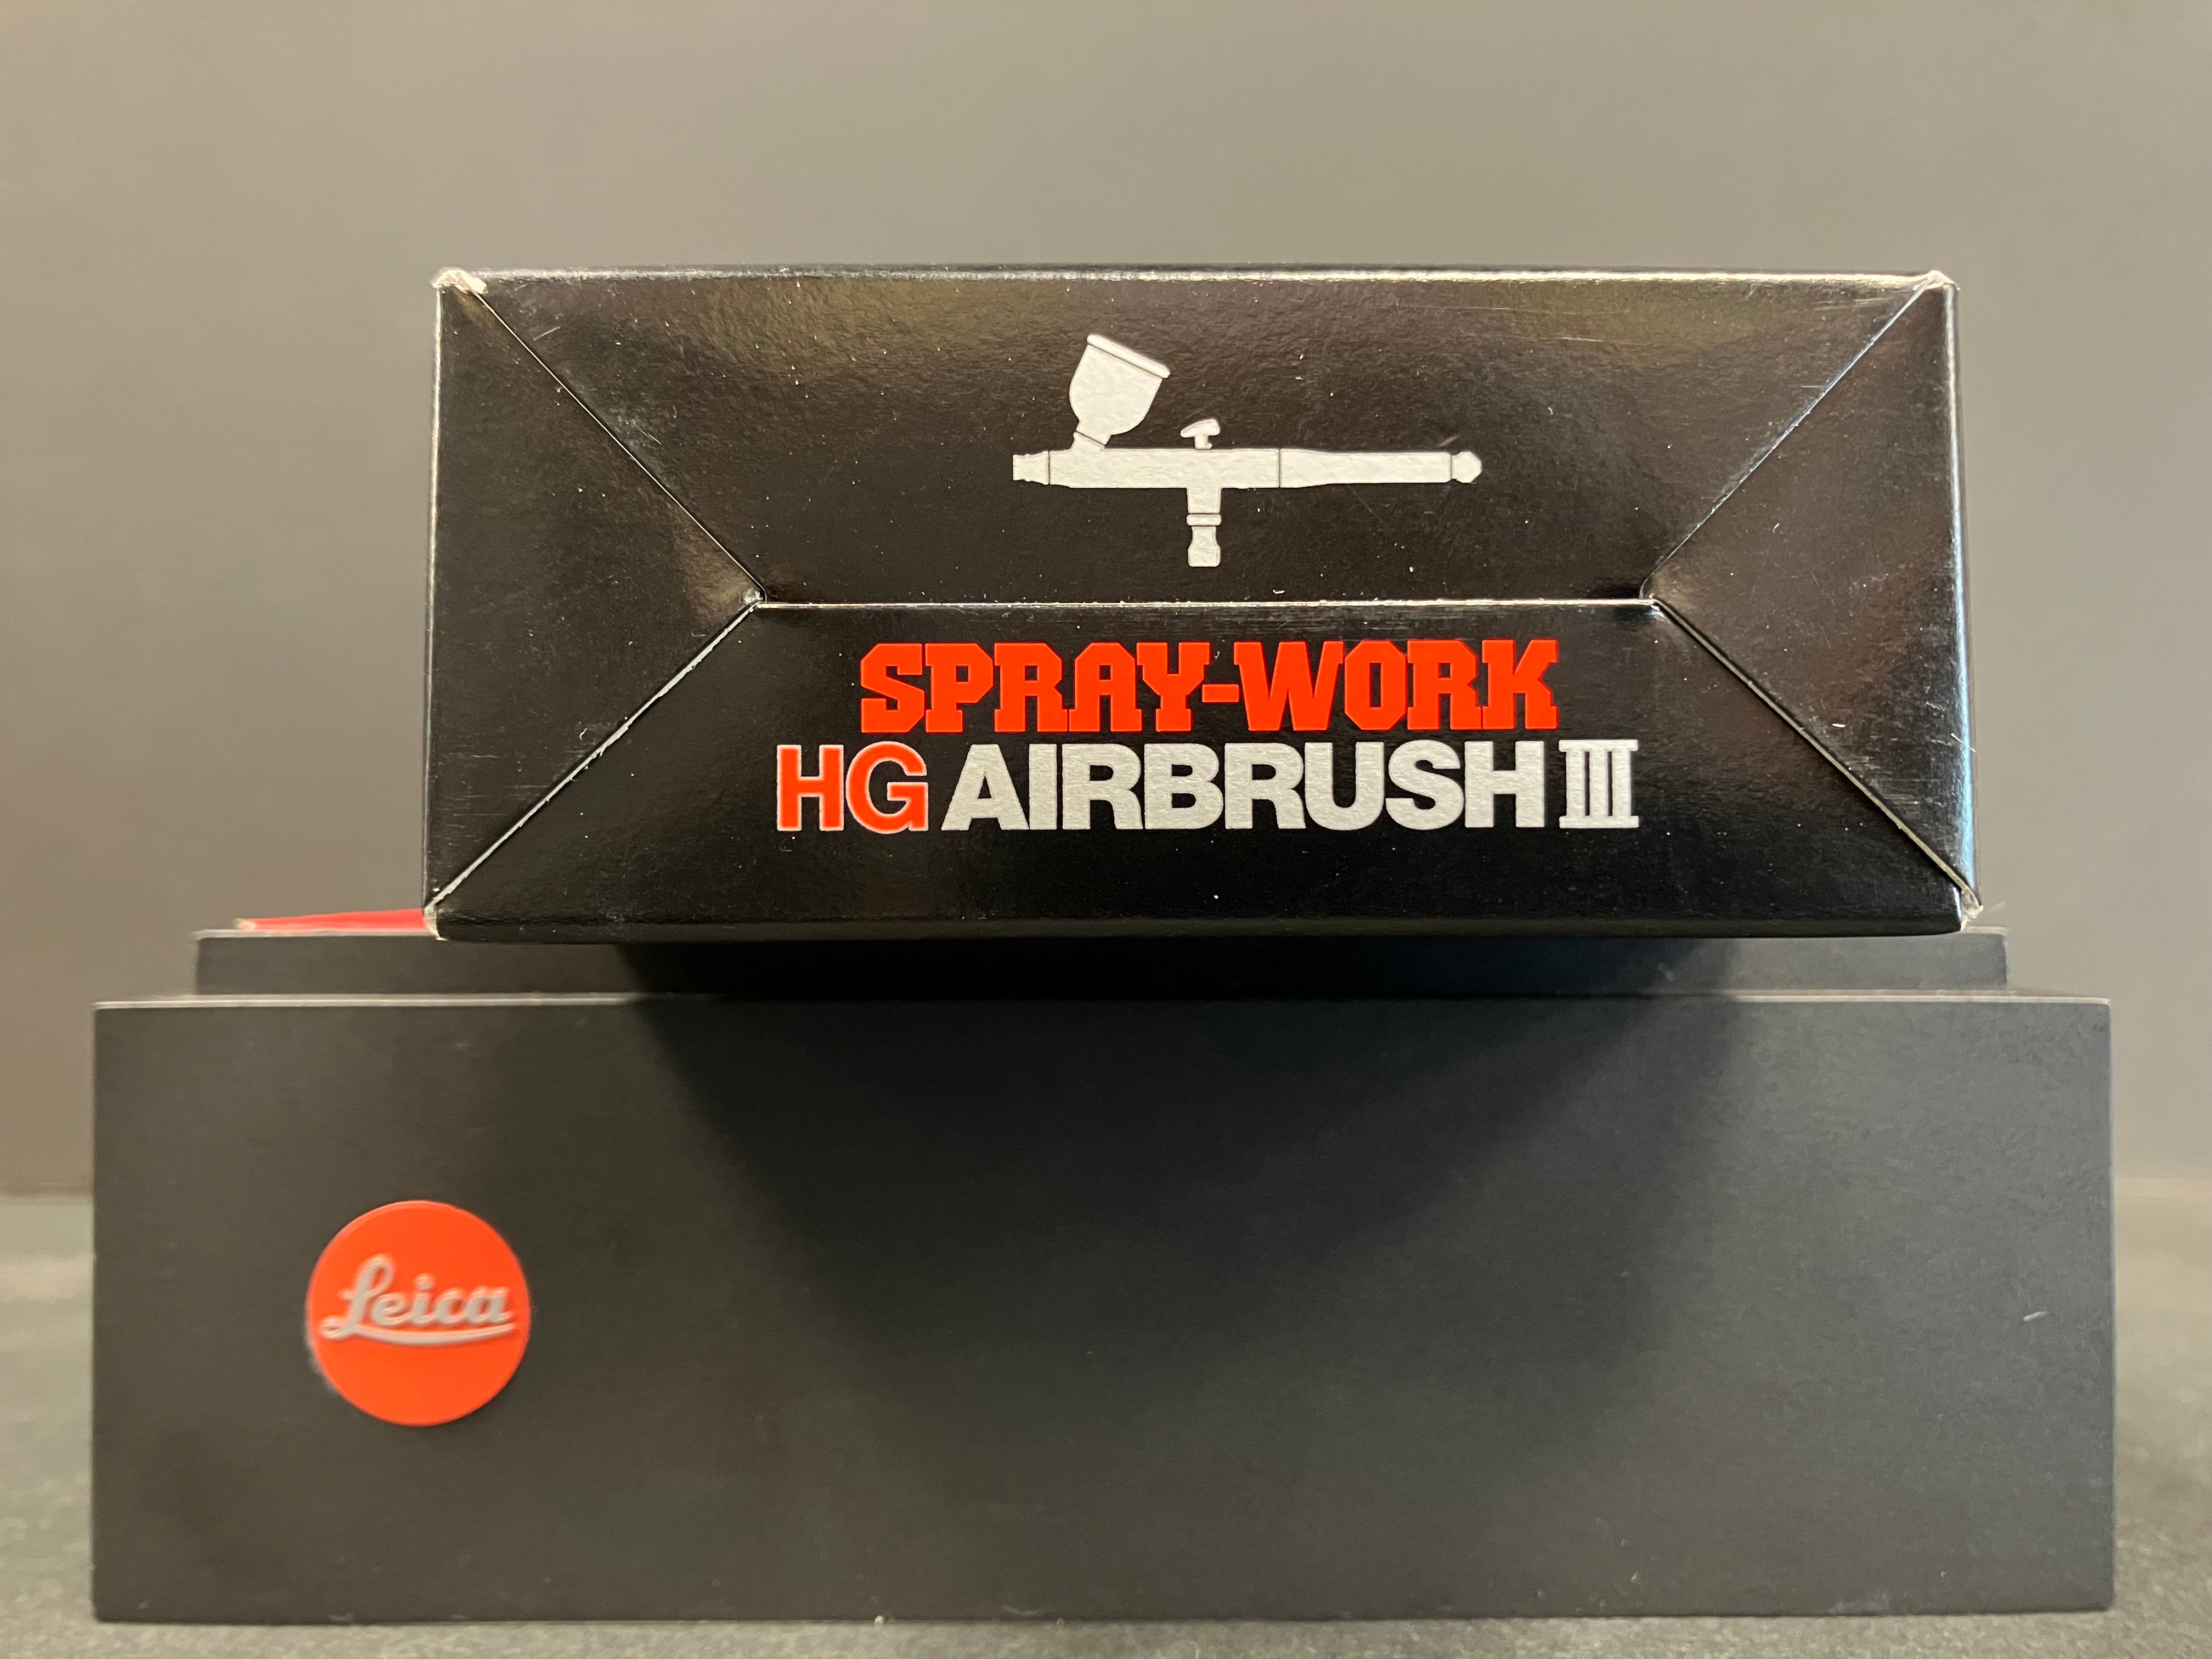 SPRAY-WORK
HG AIRBRUSH III
Leica